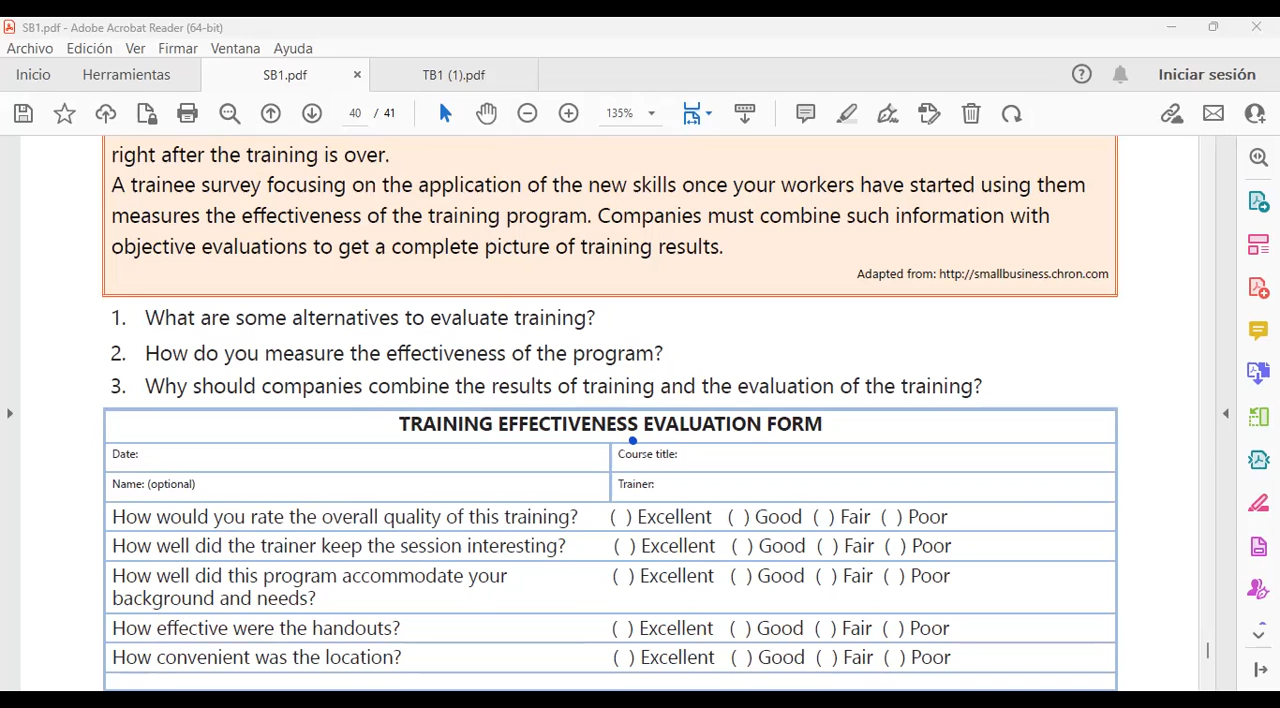 SB1.pdf - Adobe Acrobat Reader (64-bit)
Archivo Edición Ver Firmar Ventana Ayuda
Inicio Herramientas SB1.pdf × TB1 (1).pdf Iniciar sesión
40 / 41 135%
right after the training is over.
A trainee survey focusing on the application of the new skills once your workers have started using them
measures the effectiveness of the training program. Companies must combine such information with
objective evaluations to get a complete picture of training results.
Adapted from: http://smallbusiness.chron.com
1. What are some alternatives to evaluate training?
2. How do you measure the effectiveness of the program?
3. Why should companies combine the results of training and the evaluation of the training?
TRAINING EFFECTIVENESS EVALUATION FORM
Date: Course title:
Name: (optional) Trainer:
How would you rate the overall quality of this training? ( ) Excellent ( ) Good ( ) Fair ( ) Poor
How well did the trainer keep the session interesting? ( ) Excellent ( ) Good ( ) Fair ( ) Poor
How well did this program accommodate your ( ) Excellent ( ) Good ( ) Fair ( ) Poor
background and needs?
How effective were the handouts? ( ) Excellent ( ) Good ( ) Fair ( ) Poor
How convenient was the location? ( ) Excellent ( ) Good ( ) Fair ( ) Poor